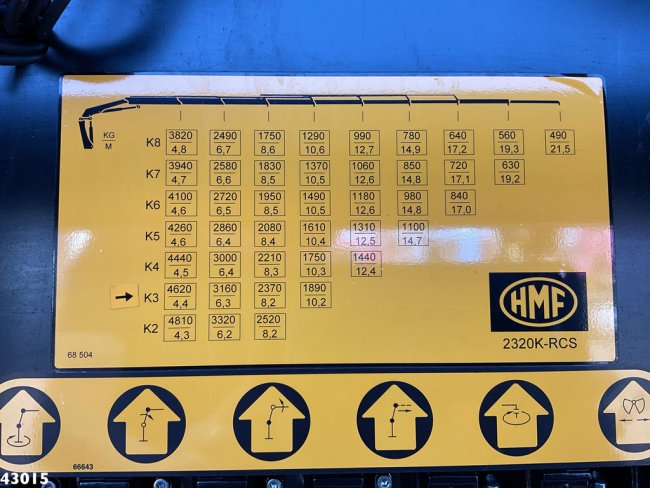 KG
M
K8 3820 2490 1750 1290 990 780 640 560 490
4,8 6,7 8,6 10,6 12,7 14,9 17,2 19,3 21,5
K7 3940 2580 1830 1370 1060 850 720 630
4,7 6,6 8,5 10,5 12,6 14,8 17,1 19,2
K6 4100 2720 1950 1490 1180 980 840
4,6 6,5 8,5 10,5 12,6 14,8 17,0
K5 4260 2860 2080 1610 1310 1100
4,6 6,4 8,4 10,4 12,5 14,7
K4 4440 3000 2210 1750 1440
4,5 6,4 8,3 10,3 12,4
K3 4620 3160 2370 1890
4,4 6,3 8,2 10,2
K2 4810 3320 2520
4,3 6,2 8,2
HMF
2320K-RCS
68 504
66643
43015